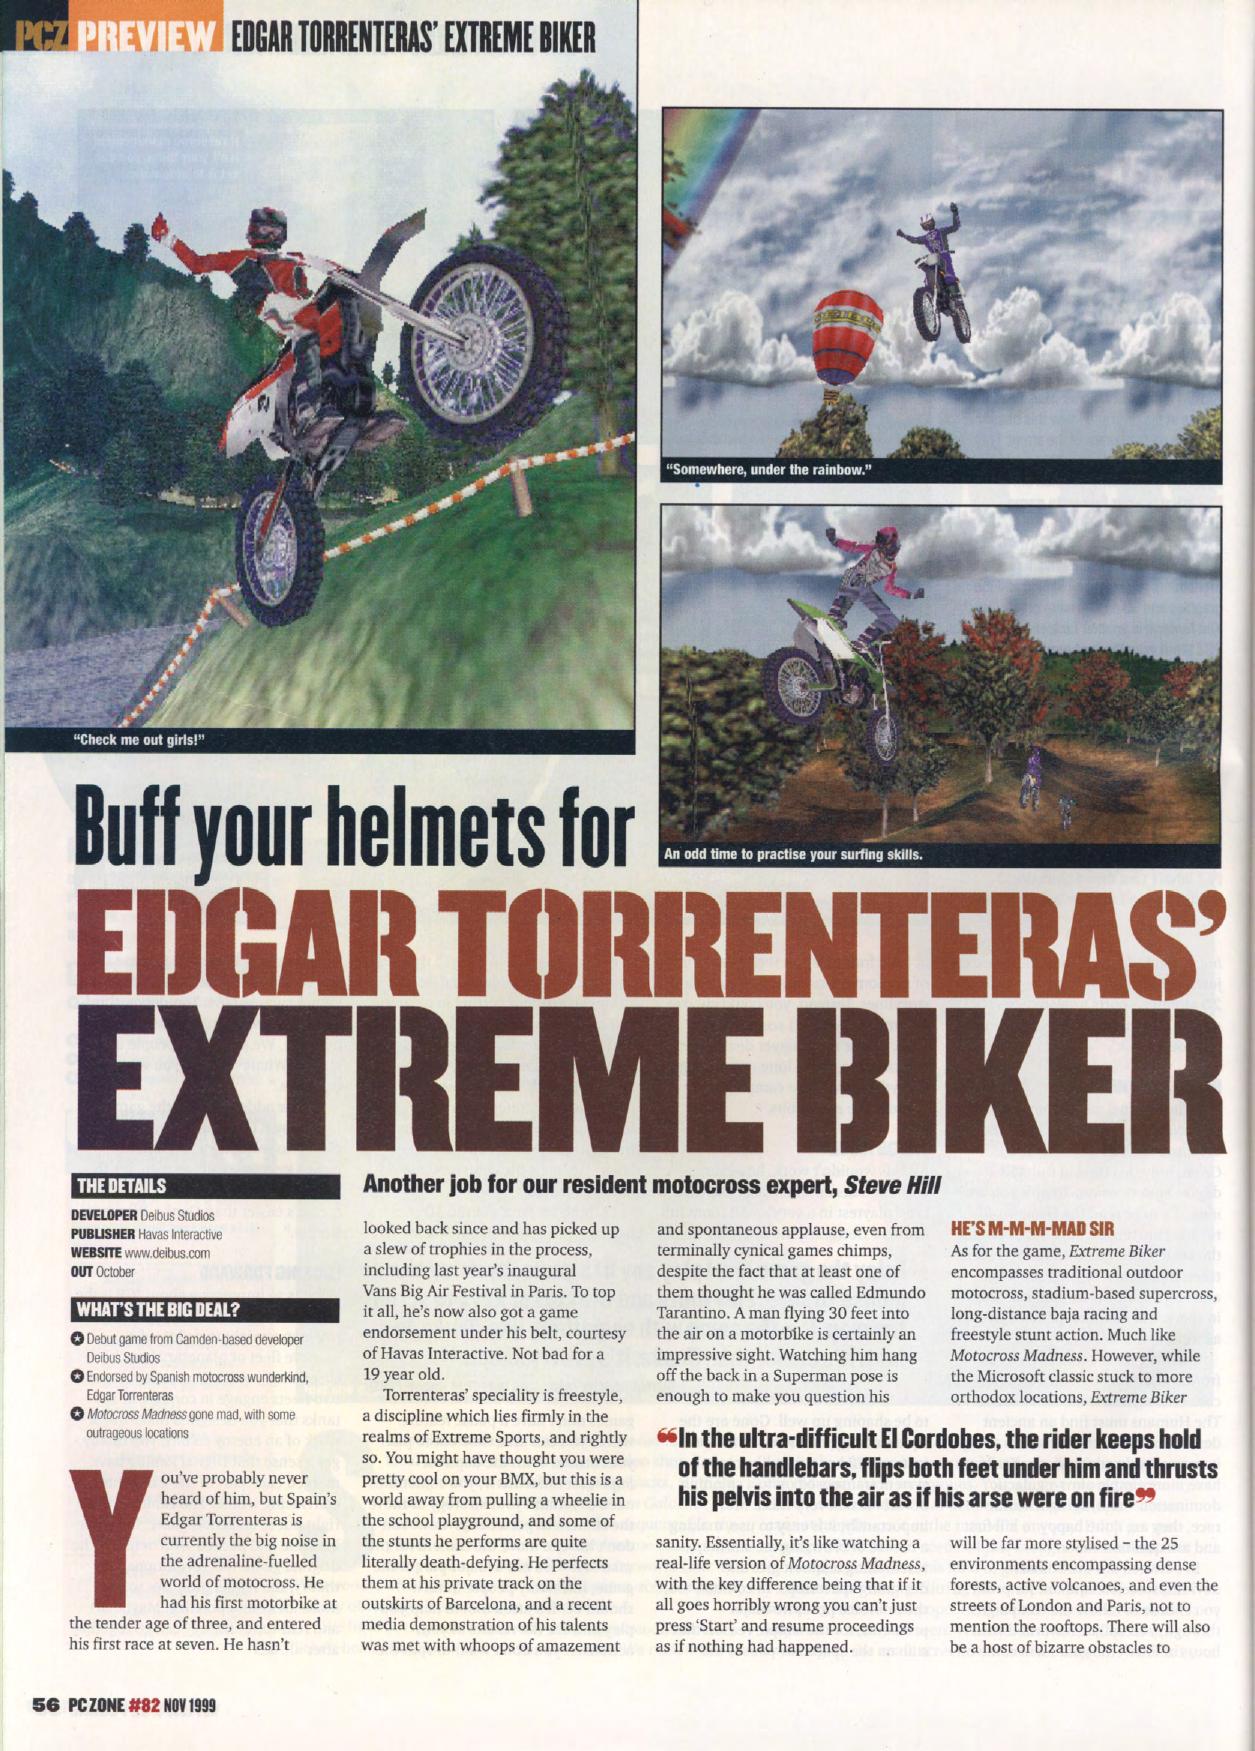 PCZ PREVIEW EDGAR TORRENTERAS' EXTREME BIKER
"Check me out girls!"
"Somewhere, under the rainbow."
An odd time to practise your surfing skills.
Buff your helmets for
EDGAR TORRENTERAS'
EXTREME BIKER
THE DETAILS
DEVELOPER Deibus Studios
PUBLISHER Havas Interactive
WEBSITE www.deibus.com
OUT October
WHAT'S THE BIG DEAL?
Debut game from Camden-based developer
Deibus Studios
Endorsed by Spanish motocross wunderkind,
Edgar Torrenteras
Motocross Madness gone mad, with some
outrageous locations
Another job for our resident motocross expert, Steve Hill
You've probably never
heard of him, but Spain's
Edgar Torrenteras is
currently the big noise in
the adrenaline-fuelled
world of motocross. He
had his first motorbike at
the tender age of three, and entered
his first race at seven. He hasn't
looked back since and has picked up
a slew of trophies in the process,
including last year's inaugural
Vans Big Air Festival in Paris. To top
it all, he's now also got a game
endorsement under his belt, courtesy
of Havas Interactive. Not bad for a
19 year old.
Torrenteras' speciality is freestyle,
a discipline which lies firmly in the
realms of Extreme Sports, and rightly
so. You might have thought you were
pretty cool on your BMX, but this is a
world away from pulling a wheelie in
the school playground, and some of
the stunts he performs are quite
literally death-defying. He perfects
them at his private track on the
outskirts of Barcelona, and a recent
media demonstration of his talents
was met with whoops of amazement
and spontaneous applause, even from
terminally cynical games chimps,
despite the fact that at least one of
them thought he was called Edmundo
Tarantino. A man flying 30 feet into
the air on a motorbike is certainly an
impressive sight. Watching him hang
off the back in a Superman pose is
enough to make you question his
sanity. Essentially, it's like watching a
real-life version of Motocross Madness,
with the key difference being that if it
all goes horribly wrong you can't just
press 'Start' and resume proceedings
as if nothing had happened.
HE'S M-M-M-MAD SIR
As for the game, Extreme Biker
encompasses traditional outdoor
motocross, stadium-based supercross,
long-distance baja racing and
freestyle stunt action. Much like
Motocross Madness. However, while
the Microsoft classic stuck to more
orthodox locations, Extreme Biker
will be far more stylised – the 25
environments encompassing dense
forests, active volcanoes, and even the
streets of London and Paris, not to
mention the rooftops. There will also
be a host of bizarre obstacles to
“In the ultra-difficult El Cordobes, the rider keeps hold
of the handlebars, flips both feet under him and thrusts
his pelvis into the air as if his arse were on fire”
56 PC ZONE #82 NOV 1999